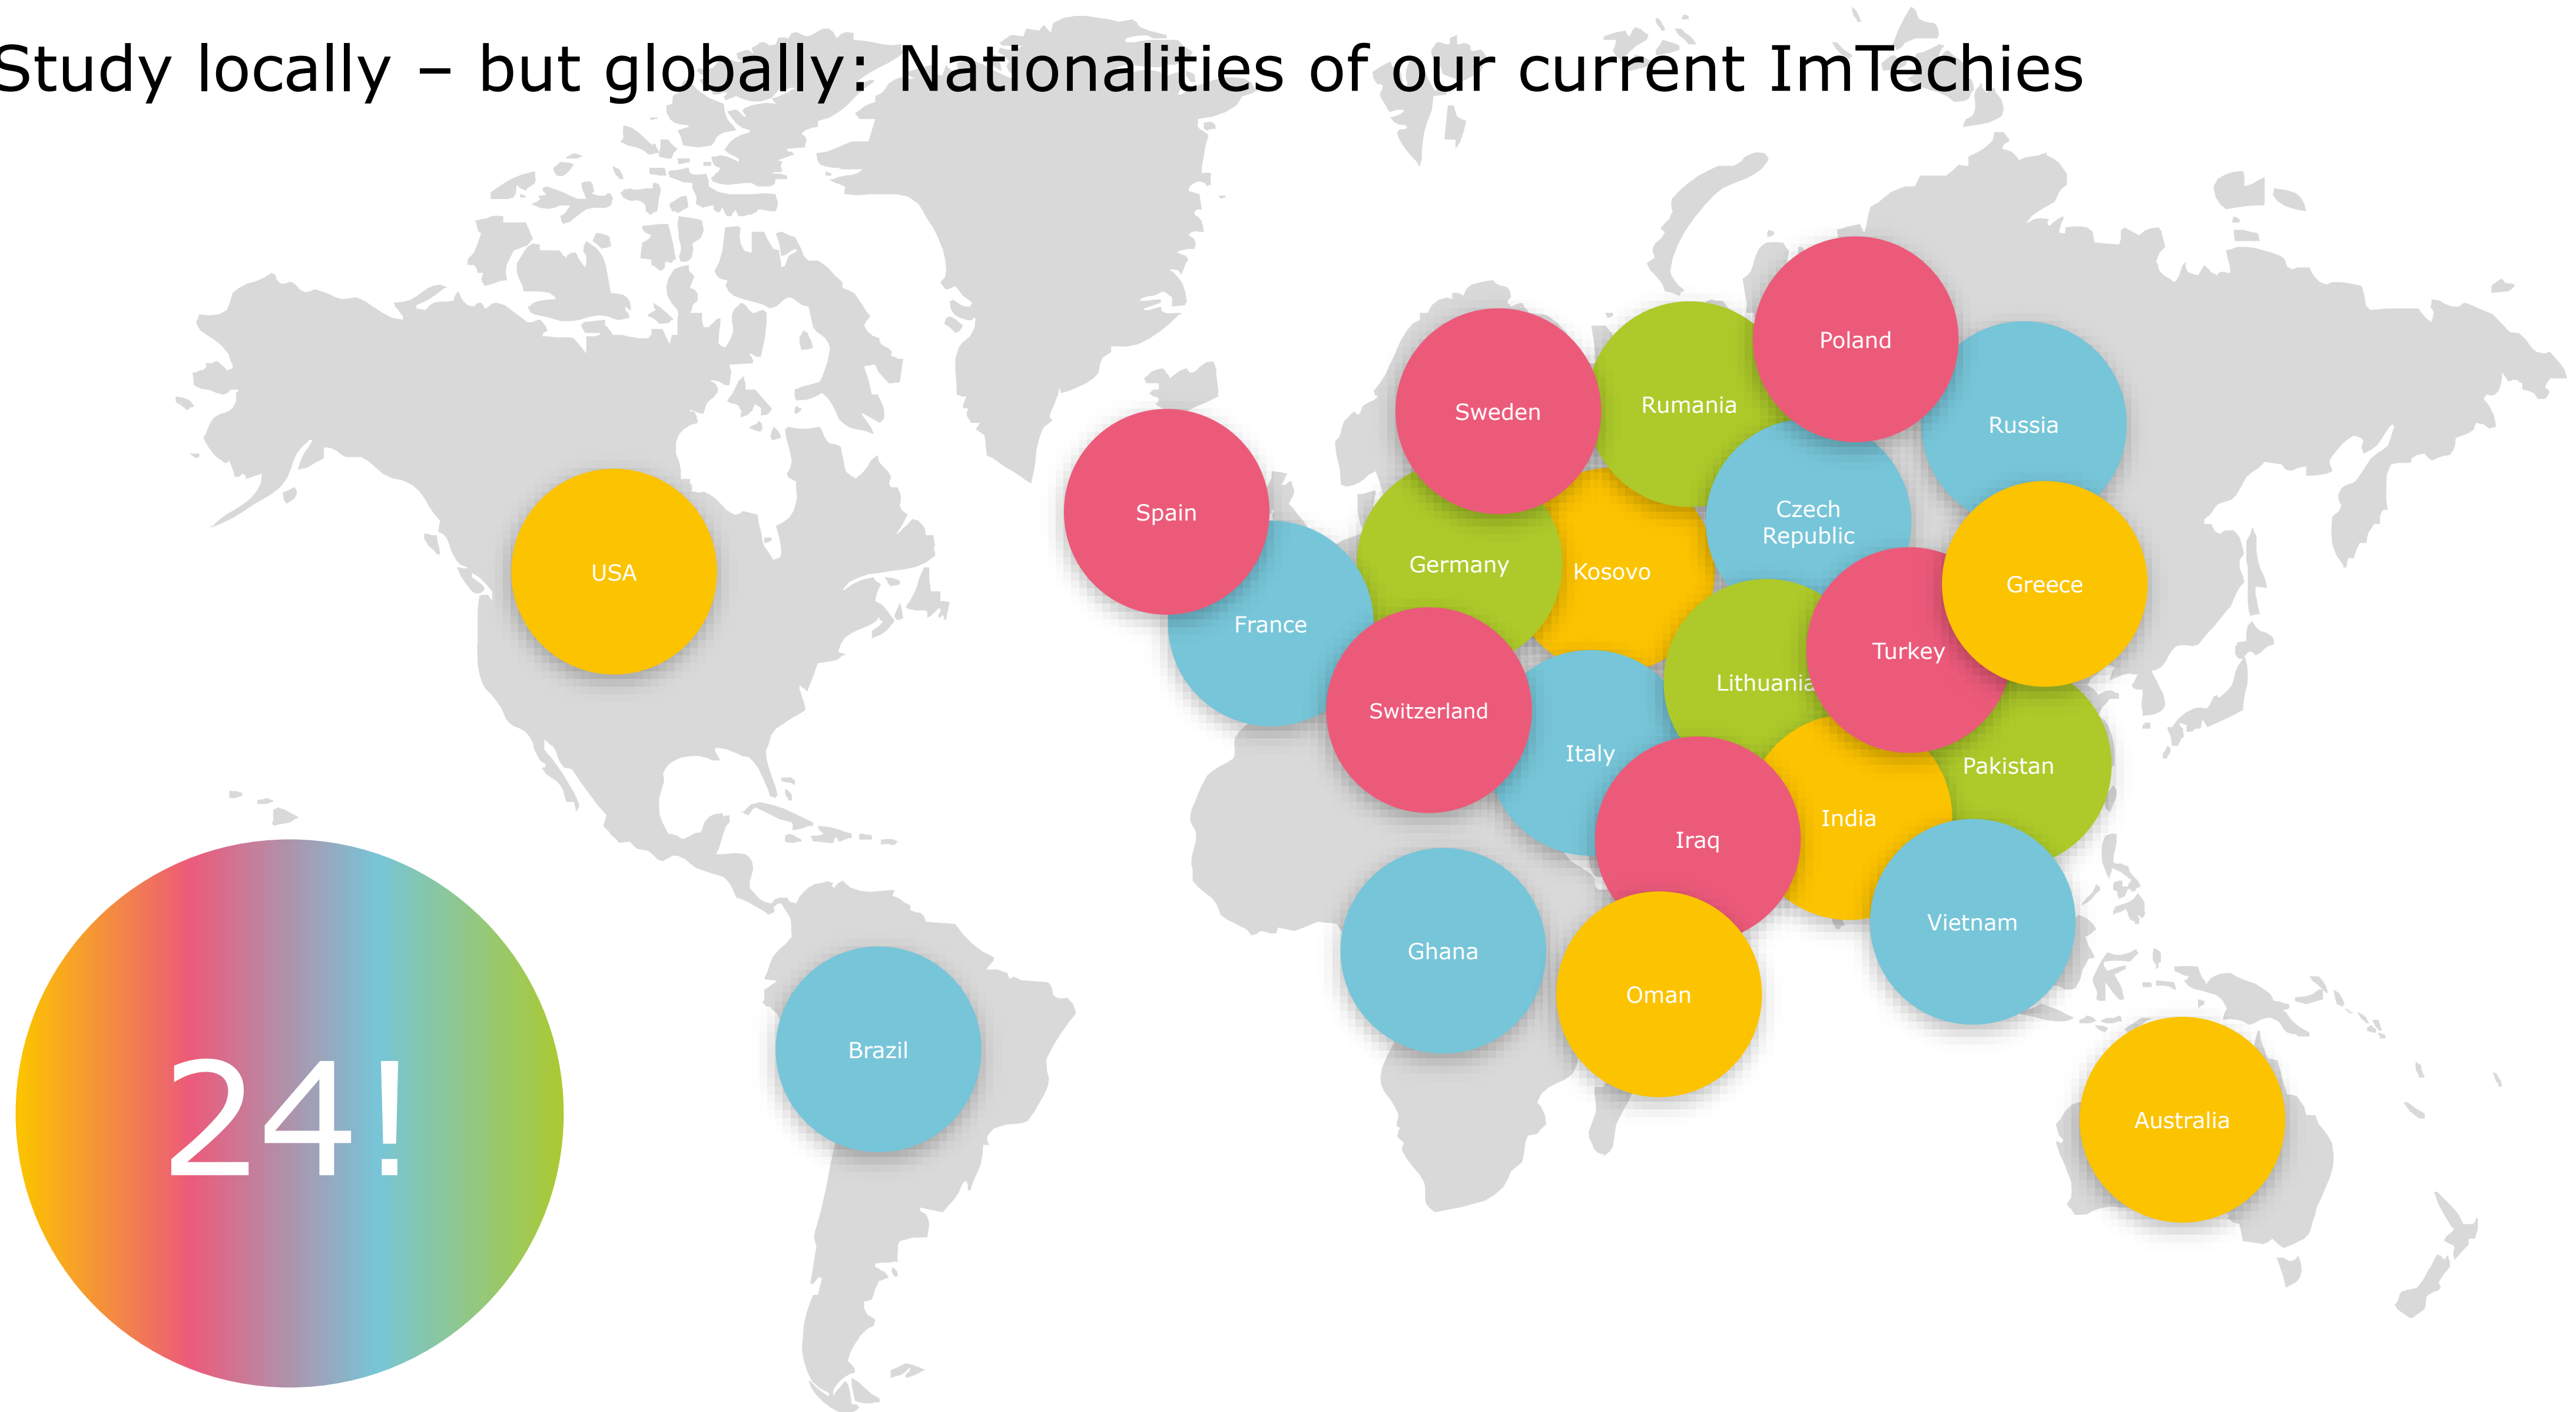 Study locally – but globally: Nationalities of our current ImTechies
Poland
Sweden
Rumania
Russia
Spain
Czech
Republic
USA
Germany
Kosovo
Greece
France
Turkey
Lithuania
Switzerland
Italy
Pakistan
India
Iraq
Vietnam
Ghana
Oman
Brazil
24!
Australia